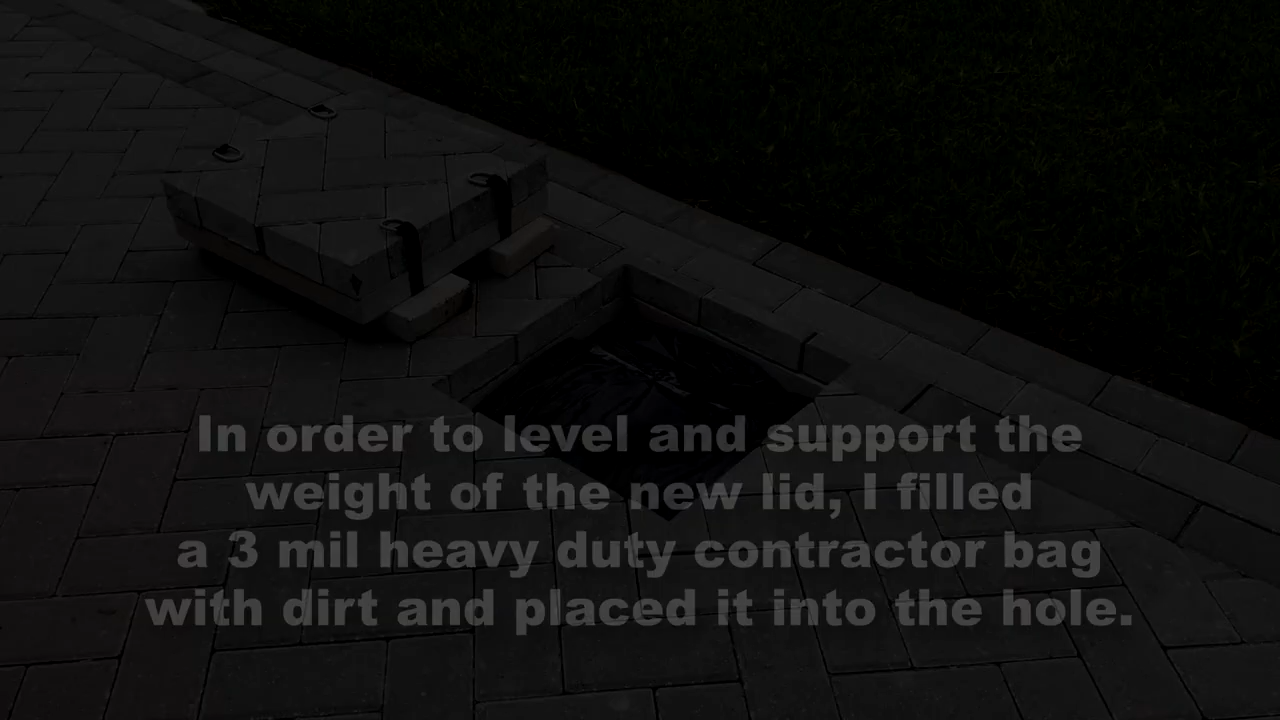 In order to level and support the
weight of the new lid, I filled
a 3 mil heavy duty contractor bag
with dirt and placed it into the hole.